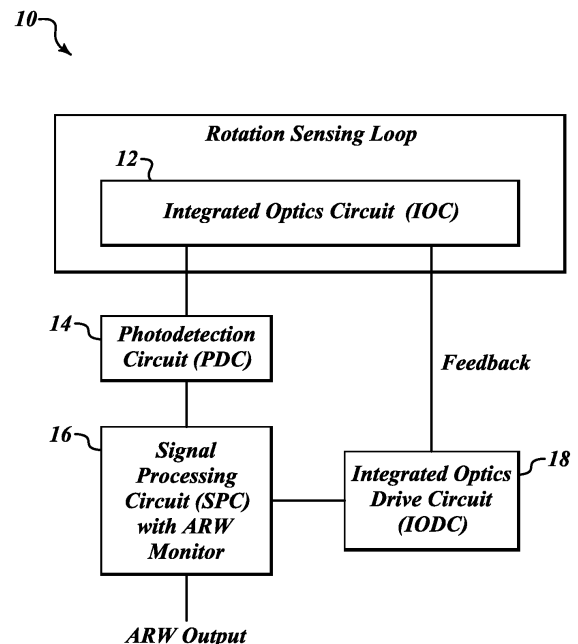 10
Rotation Sensing Loop
12
Integrated Optics Circuit (IOC)
14
Photodetection
Circuit (PDC)
Feedback
16
Signal
Processing
Circuit (SPC)
with ARW
Monitor
18
Integrated Optics
Drive Circuit
(IODC)
ARW Output